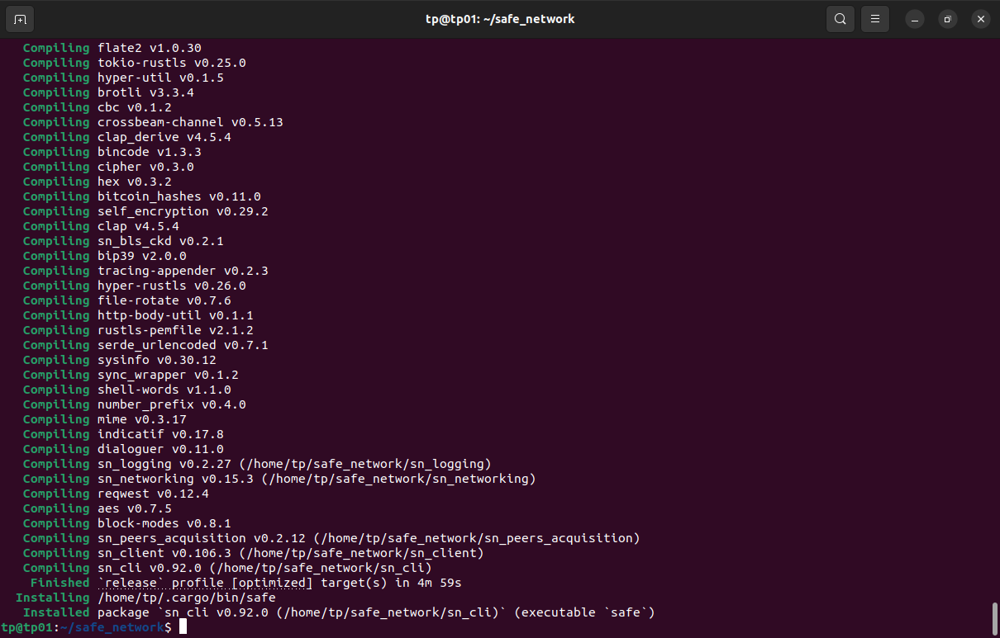 tp@tp01: ~/safe_network
Compiling flate2 v1.0.30
Compiling tokio-rustls v0.25.0
Compiling hyper-util v0.1.5
Compiling brotli v3.3.4
Compiling cbc v0.1.2
Compiling crossbeam-channel v0.5.13
Compiling clap_derive v4.5.4
Compiling bincode v1.3.3
Compiling cipher v0.3.0
Compiling hex v0.3.2
Compiling bitcoin_hashes v0.11.0
Compiling self_encryption v0.29.2
Compiling clap v4.5.4
Compiling sn_bls_ckd v0.2.1
Compiling bip39 v2.0.0
Compiling tracing-appender v0.2.3
Compiling hyper-rustls v0.26.0
Compiling file-rotate v0.7.6
Compiling http-body-util v0.1.1
Compiling rustls-pemfile v2.1.2
Compiling serde_urlencoded v0.7.1
Compiling sysinfo v0.30.12
Compiling sync_wrapper v0.1.2
Compiling shell-words v1.1.0
Compiling number_prefix v0.4.0
Compiling mime v0.3.17
Compiling indicatif v0.17.8
Compiling dialoguer v0.11.0
Compiling sn_logging v0.2.27 (/home/tp/safe_network/sn_logging)
Compiling sn_networking v0.15.3 (/home/tp/safe_network/sn_networking)
Compiling reqwest v0.12.4
Compiling aes v0.7.5
Compiling block-modes v0.8.1
Compiling sn_peers_acquisition v0.2.12 (/home/tp/safe_network/sn_peers_acquisition)
Compiling sn_client v0.106.3 (/home/tp/safe_network/sn_client)
Compiling sn_cli v0.92.0 (/home/tp/safe_network/sn_cli)
Finished `release` profile [optimized] target(s) in 4m 59s
Installing /home/tp/.cargo/bin/safe
Installed package `sn_cli v0.92.0 (/home/tp/safe_network/sn_cli)` (executable `safe`)
tp@tp01:~/safe_network$